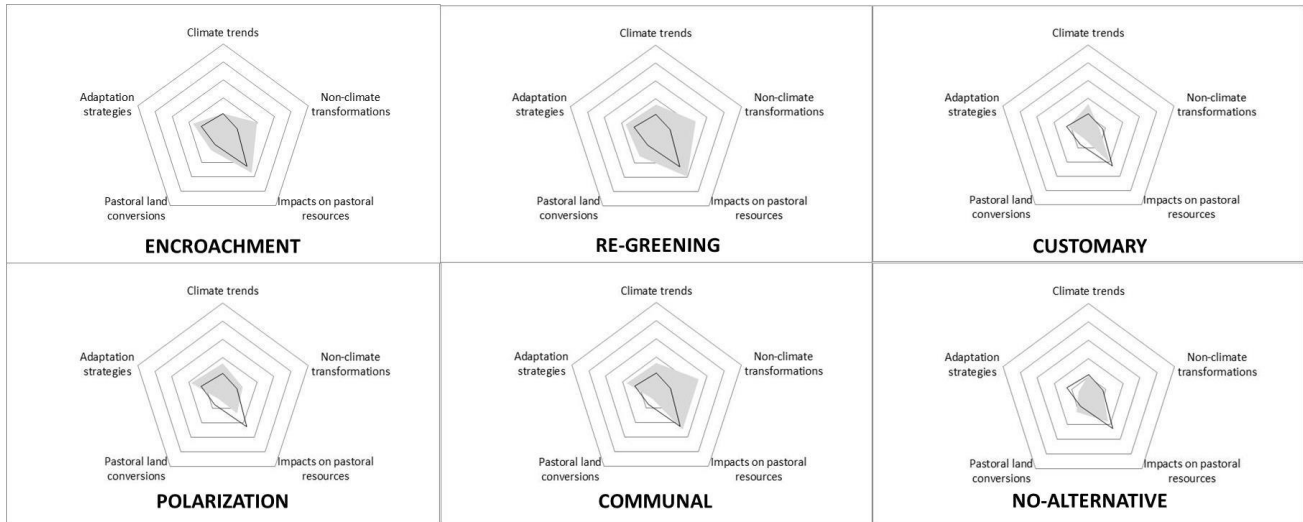 Climate trends
Adaptation
strategies
Non-climate
transformations
Pastoral land
conversions
Impacts on pastoral
resources
ENCROACHMENT
Climate trends
Adaptation
strategies
Non-climate
transformations
Pastoral land
conversions
Impacts on pastoral
resources
RE-GREENING
Climate trends
Adaptation
strategies
Non-climate
transformations
Pastoral land
conversions
Impacts on pastoral
resources
CUSTOMARY
Climate trends
Adaptation
strategies
Non-climate
transformations
Pastoral land
conversions
Impacts on pastoral
resources
POLARIZATION
Climate trends
Adaptation
strategies
Non-climate
transformations
Pastoral land
conversions
Impacts on pastoral
resources
COMMUNAL
Climate trends
Adaptation
strategies
Non-climate
transformations
Pastoral land
conversions
Impacts on pastoral
resources
NO-ALTERNATIVE